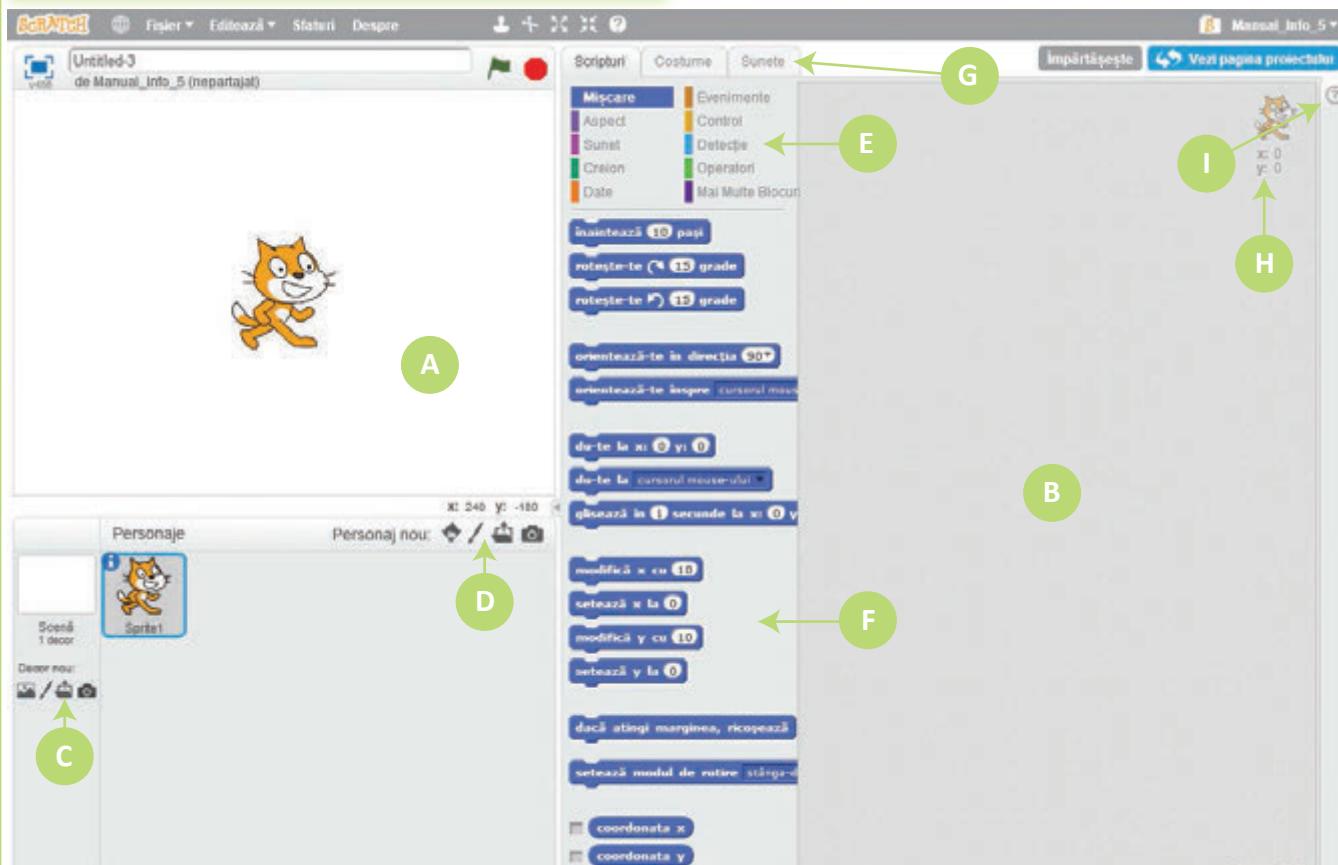 SCRATCH Fișier Editează Sfaturi Despre Manual_Info_5
v456 Untitled-3
de Manual_Info_5 (nepartajat)
Scripturi Costume Sunete
G
Împărtășește Vezi pagina proiectului
Mișcare Evenimente
Aspect Control
Sunet Detecție
Creion Operatori
Date Mai Multe Blocuri
E
I
x: 0
y: 0
H
A
B
înaintează 10 pași
rotește-te 15 grade
rotește-te 15 grade
orientează-te în direcția 90
orientează-te înspre cursorul mous
du-te la x: 0 y: 0
du-te la cursorul mouse-ului
glisează în 1 secunde la x: 0 y
modifică x cu 10
setează x la 0
modifică y cu 10
setează y la 0
F
dacă atingi marginea, ricoșează
setează modul de rotire stânga-d
coordonata x
coordonata y
x: 240 y: -180
Personaje Personaj nou:
D
Sprite1
Scenă
1 decor
Decor nou:
C